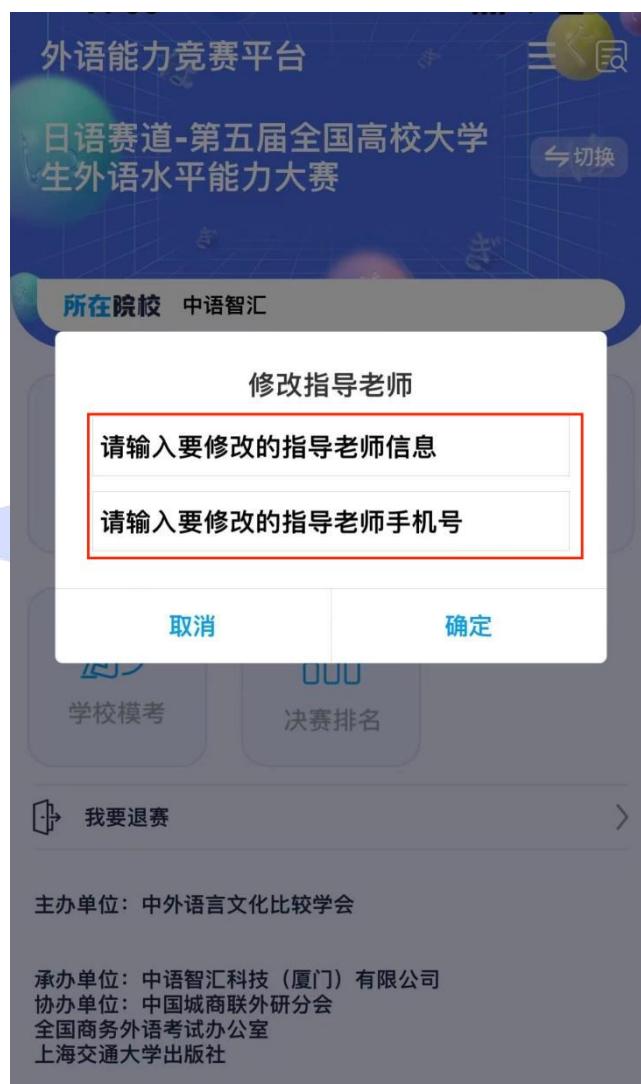 外语能力竞赛平台
日语赛道-第五届全国高校大学
生外语水平能力大赛
切换
所在院校 中语智汇
修改指导老师
请输入要修改的指导老师信息
请输入要修改的指导老师手机号
取消
确定
学校模考
决赛排名
我要退赛
主办单位：中外语言文化比较学会
承办单位：中语智汇科技（厦门）有限公司
协办单位：中国城商联外研分会
全国商务外语考试办公室
上海交通大学出版社